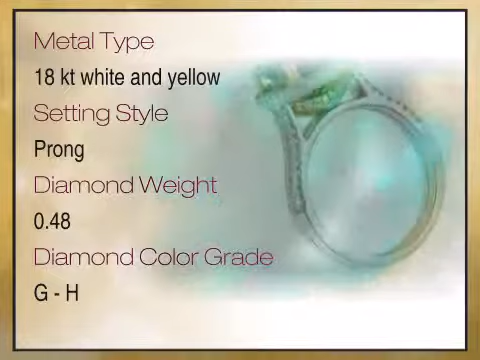 Metal Type
18 kt white and yellow
Setting Style
Prong
Diamond Weight
0.48
Diamond Color Grade
G - H